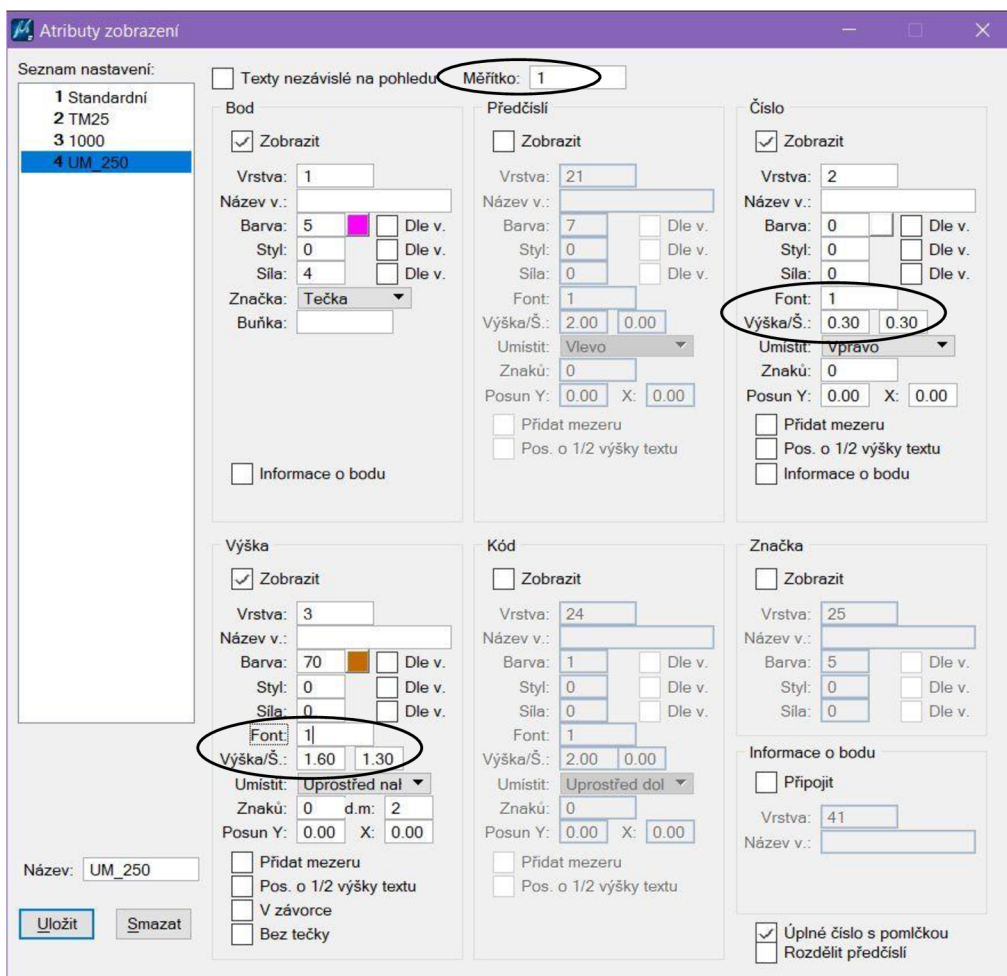 Atributy zobrazení
Seznam nastavení:
1 Standardní
2 TM25
3 1000
4 UM_250
Název: UM_250
Uložit Smazat
Texty nezávislé na pohledu Měřítko: 1
Bod
Zobrazit
Vrstva: 1
Název v.:
Barva: 5 Dle v.
Styl: 0 Dle v.
Síla: 4 Dle v.
Značka: Tečka
Buňka:
Informace o bodu
Předčíslí
Zobrazit
Vrstva: 21
Název v.:
Barva: 7 Dle v.
Styl: 0 Dle v.
Síla: 0 Dle v.
Font: 1
Výška/Š.: 2.00 0.00
Umístit: Vlevo
Znaků: 0
Posun Y: 0.00 X: 0.00
Přidat mezeru
Pos. o 1/2 výšky textu
Číslo
Zobrazit
Vrstva: 2
Název v.:
Barva: 0 Dle v.
Styl: 0 Dle v.
Síla: 0 Dle v.
Font: 1
Výška/Š.: 0.30 0.30
Umístit: Vpravo
Znaků: 0
Posun Y: 0.00 X: 0.00
Přidat mezeru
Pos. o 1/2 výšky textu
Informace o bodu
Výška
Zobrazit
Vrstva: 3
Název v.:
Barva: 70 Dle v.
Styl: 0 Dle v.
Síla: 0 Dle v.
Font: 1
Výška/Š.: 1.60 1.30
Umístit: Uprostřed nah
Znaků: 0 d.m: 2
Posun Y: 0.00 X: 0.00
Přidat mezeru
Pos. o 1/2 výšky textu
V závorce
Bez tečky
Kód
Zobrazit
Vrstva: 24
Název v.:
Barva: 1 Dle v.
Styl: 0 Dle v.
Síla: 0 Dle v.
Font: 1
Výška/Š.: 2.00 0.00
Umístit: Uprostřed dol
Znaků: 0
Posun Y: 0.00 X: 0.00
Přidat mezeru
Pos. o 1/2 výšky textu
Značka
Zobrazit
Vrstva: 25
Název v.:
Barva: 5 Dle v.
Styl: 0 Dle v.
Síla: 0 Dle v.
Informace o bodu
Připojit
Vrstva: 41
Název v.:
Úplné číslo s pomlčkou
Rozdělit předčíslí